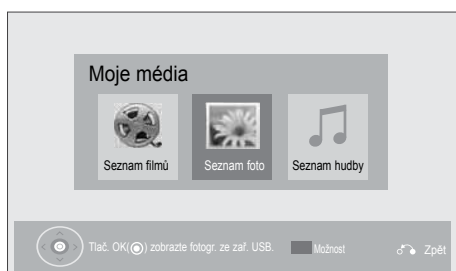 Moje média
Seznam filmů Seznam foto Seznam hudby
Tlač. OK(◉) zobrazte fotogr. ze zař. USB. Možnost Zpět